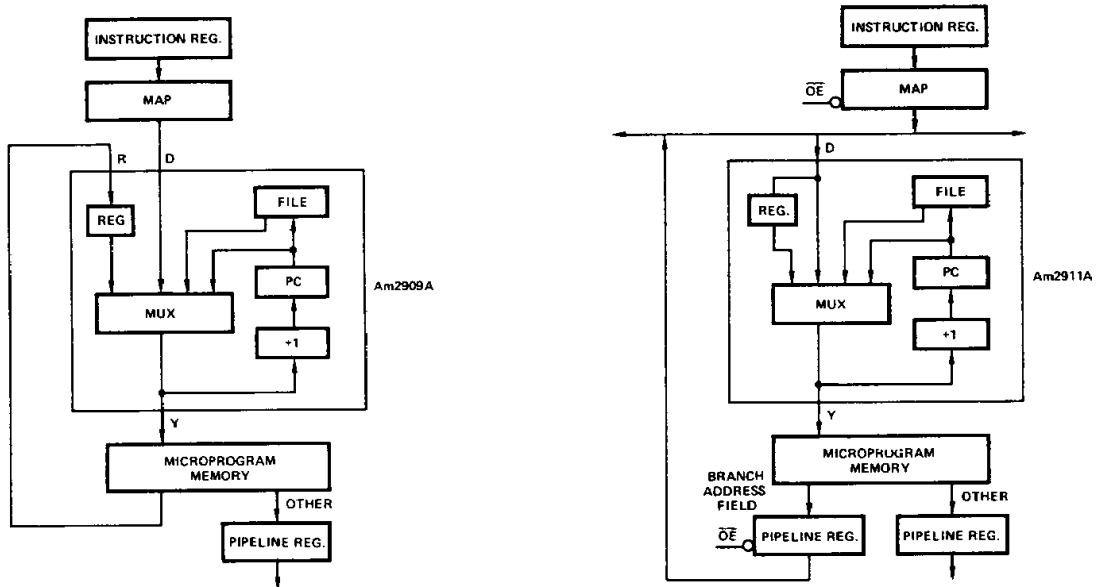 INSTRUCTION REG.
MAP
R
D
REG
FILE
PC
MUX
+1
Am2909A
Y
MICROPROGRAM
MEMORY
OTHER
PIPELINE REG.
INSTRUCTION REG.
OE
MAP
D
REG.
FILE
PC
MUX
+1
Am2911A
Y
MICROPROGRAM
MEMORY
BRANCH
ADDRESS
FIELD
OTHER
OE
PIPELINE REG.
PIPELINE REG.